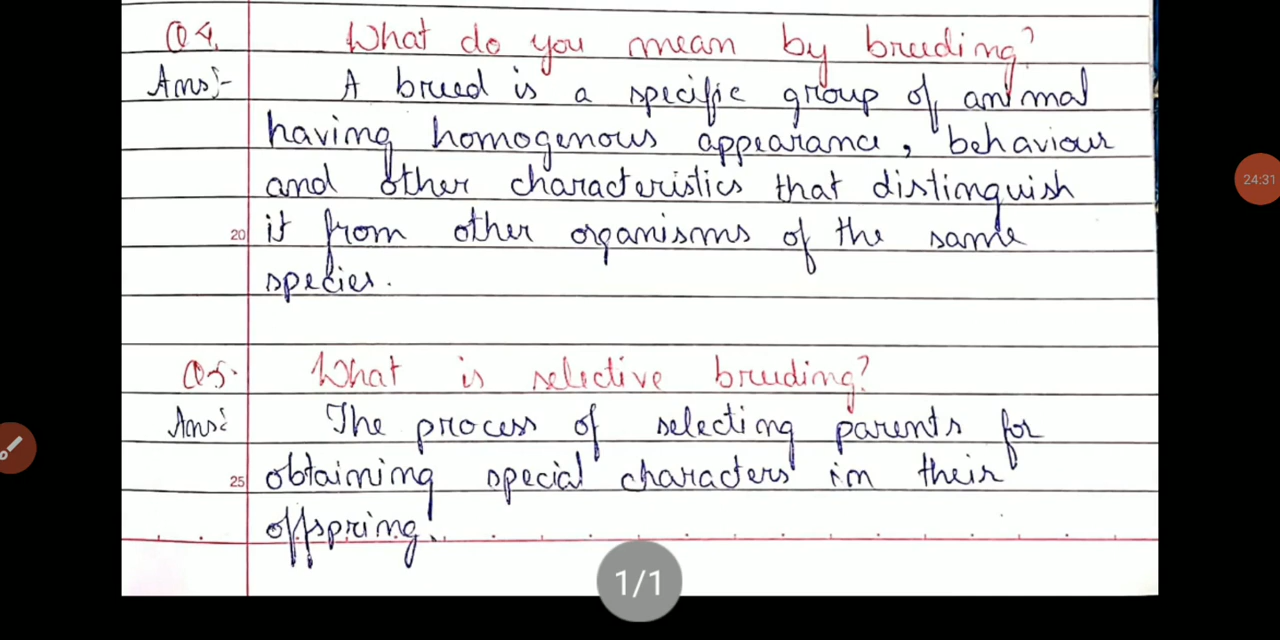 Q4. What do you mean by breeding?
Ans:- A breed is a specific group of animal
having homogenous appearance, behaviour
and other characteristics that distinguish
20 it from other organisms of the same
species.
Q5. What is selective breeding?
Ans: The process of selecting parents for
25 obtaining special characters in their
offspring.
1/1
24:31